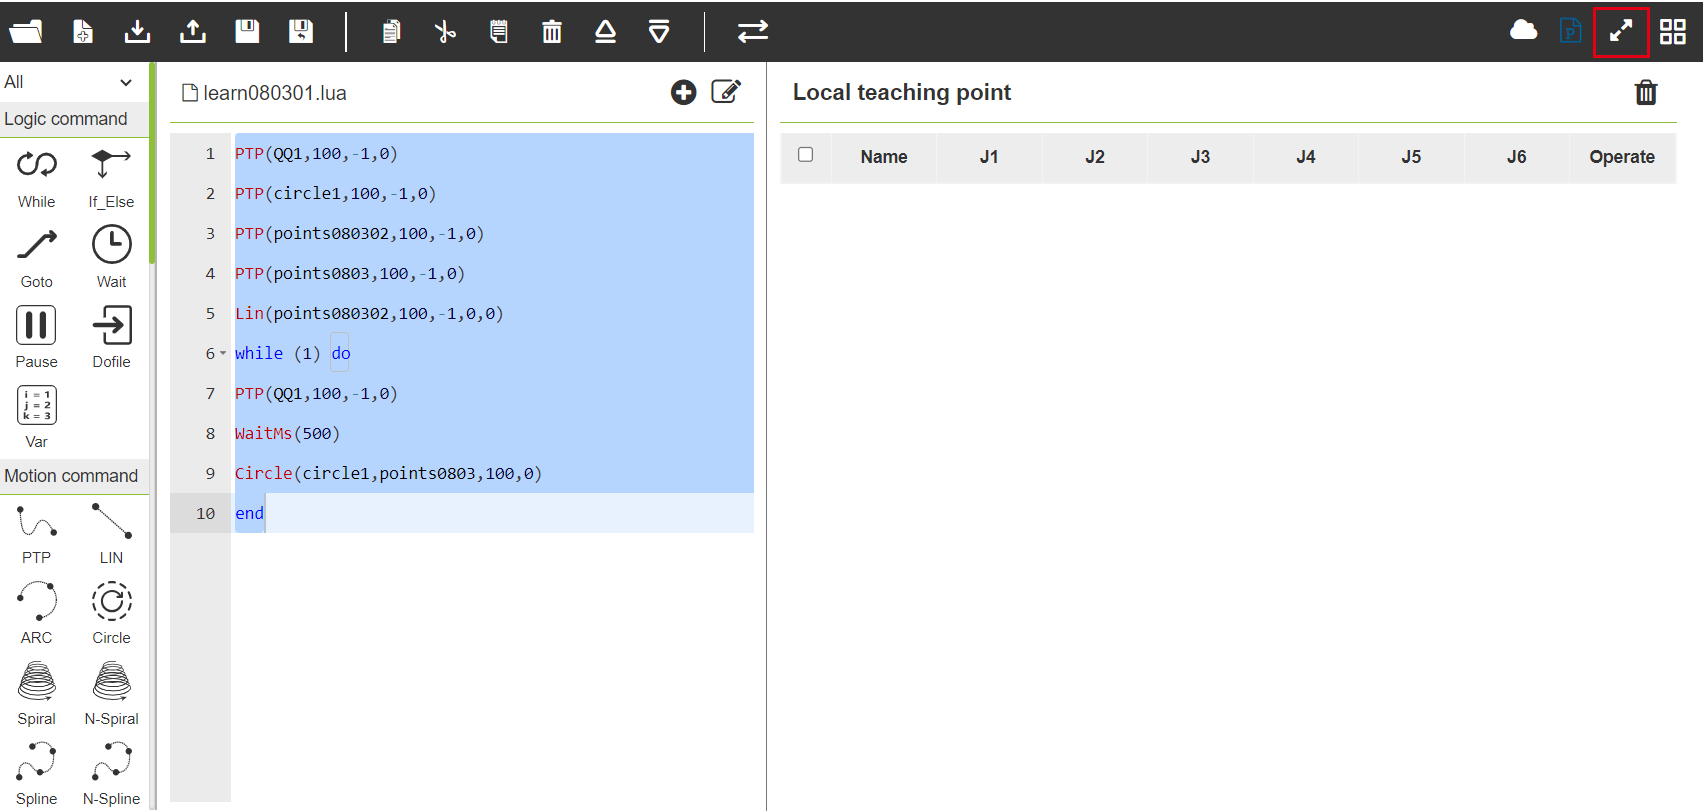 P
All
Logic command
While
If_Else
Goto
Wait
Pause
Dofile
i = 1
j = 2
k = 3
Var
Motion command
PTP
LIN
ARC
Circle
Spiral
N-Spiral
Spline
N-Spline
learn080301.lua
1 PTP(QQ1,100,-1,0)
2 PTP(circle1,100,-1,0)
3 PTP(points080302,100,-1,0)
4 PTP(points0803,100,-1,0)
5 Lin(points080302,100,-1,0,0)
6 while (1) do
7 PTP(QQ1,100,-1,0)
8 WaitMs(500)
9 Circle(circle1,points0803,100,0)
10 end
Local teaching point
Name J1 J2 J3 J4 J5 J6 Operate